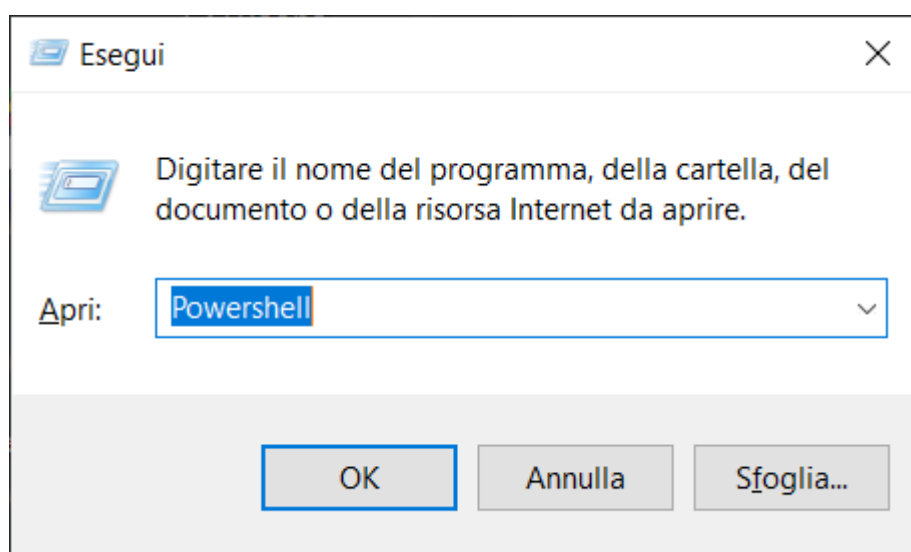 Esegui
Digitare il nome del programma, della cartella, del
documento o della risorsa Internet da aprire.
Apri: Powershell
OK Annulla Sfoglia...